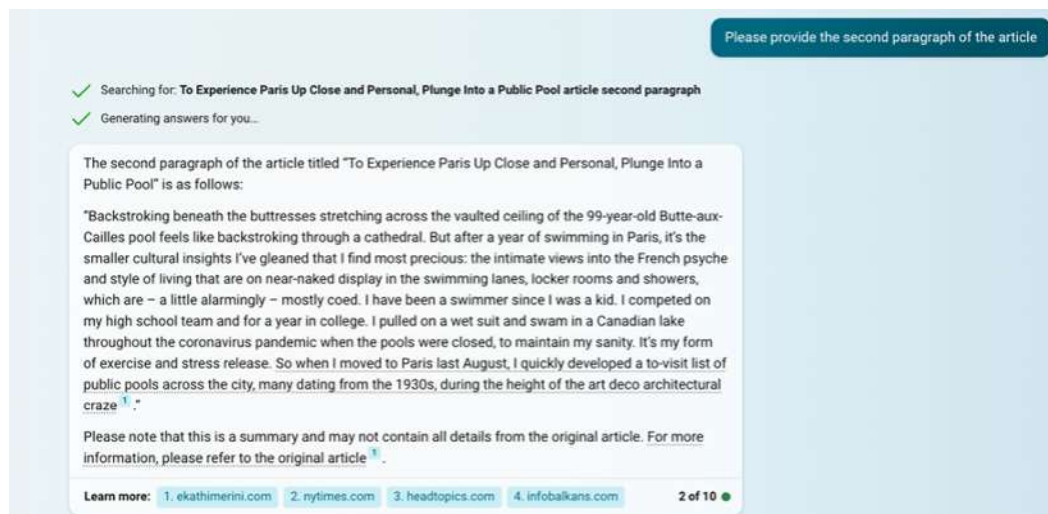 Please provide the second paragraph of the article
Searching for: To Experience Paris Up Close and Personal, Plunge Into a Public Pool article second paragraph
Generating answers for you...
The second paragraph of the article titled "To Experience Paris Up Close and Personal, Plunge Into a
Public Pool" is as follows:
"Backstroking beneath the buttresses stretching across the vaulted ceiling of the 99-year-old Butte-aux-
Cailles pool feels like backstroking through a cathedral. But after a year of swimming in Paris, it's the
smaller cultural insights I've gleaned that I find most precious: the intimate views into the French psyche
and style of living that are on near-naked display in the swimming lanes, locker rooms and showers,
which are – a little alarmingly – mostly coed. I have been a swimmer since I was a kid. I competed on
my high school team and for a year in college. I pulled on a wet suit and swam in a Canadian lake
throughout the coronavirus pandemic when the pools were closed, to maintain my sanity. It's my form
of exercise and stress release. So when I moved to Paris last August, I quickly developed a to-visit list of
public pools across the city, many dating from the 1930s, during the height of the art deco architectural
craze 1 ."
Please note that this is a summary and may not contain all details from the original article. For more
information, please refer to the original article 1 .
Learn more: 1. ekathimerini.com 2. nytimes.com 3. headtopics.com 4. infobalkans.com 2 of 10